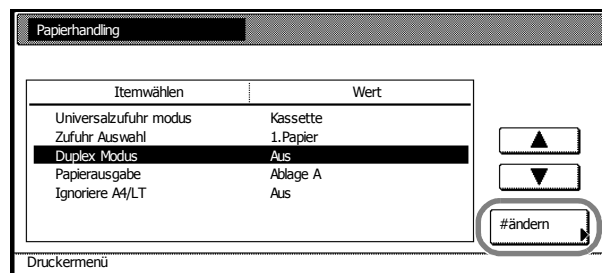 Papierhandling
Itemwählen Wert
Universalzufuhr modus Kassette
Zufuhr Auswahl 1.Papier
Duplex Modus Aus
Papierausgabe Ablage A
Ignoriere A4/LT Aus
#ändern
Druckermenü